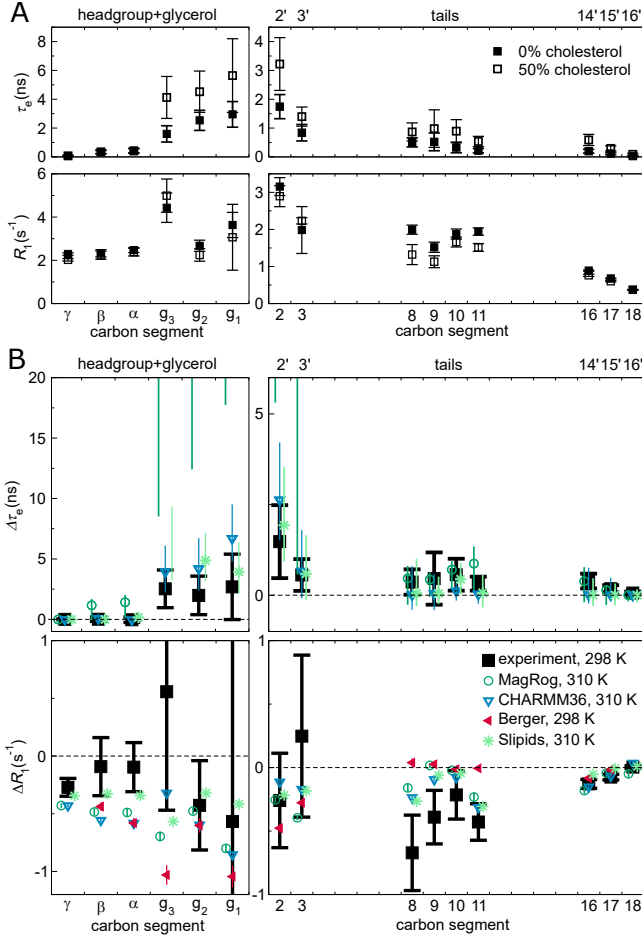 A
headgroup+glycerol
2' 3' tails 14' 15' 16'
τe(ns)
8
6
4
2
0
4
3
2
1
0
0% cholesterol
50% cholesterol
R1(s-1)
6
4
2
0
3
2
1
0
γ β α g3 g2 g1
2 3 8 9 10 11 16 17 18
carbon segment
carbon segment
B
headgroup+glycerol
2' 3' tails 14' 15' 16'
Δτe(ns)
20
15
10
5
0
5
0
ΔR1(s-1)
1
0
-1
1
0
-1
experiment, 298 K
MagRog, 310 K
CHARMM36, 310 K
Berger, 298 K
Slipids, 310 K
γ β α g3 g2 g1
2 3 8 9 10 11 16 17 18
carbon segment
carbon segment